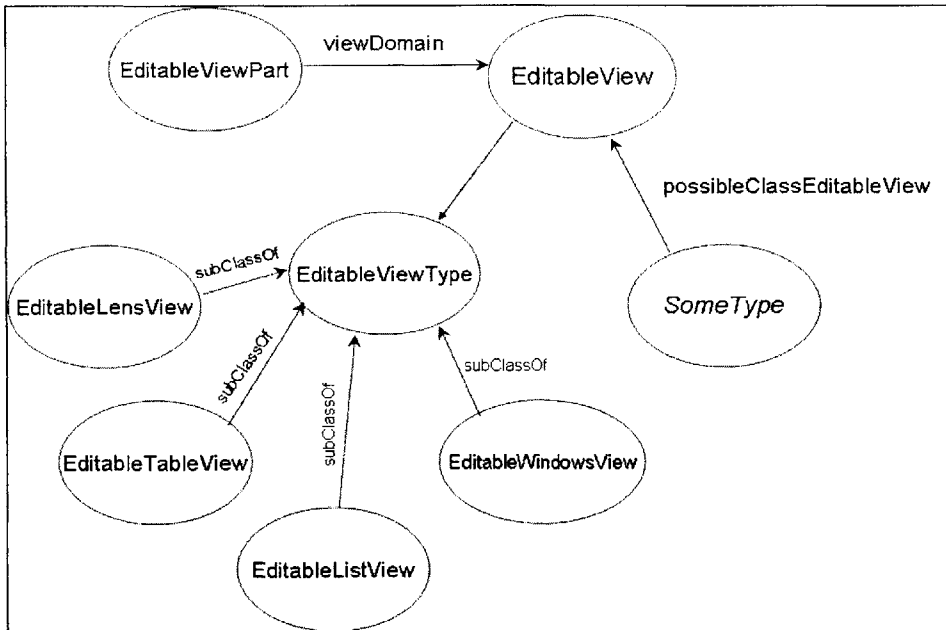 viewDomain
EditableViewPart
EditableView
possibleClassEditableView
subClassOf
EditableViewType
EditableLensView
SomeType
subClassOf
subClassOf
subClassOf
EditableTableView
EditableWindowsView
EditableListView